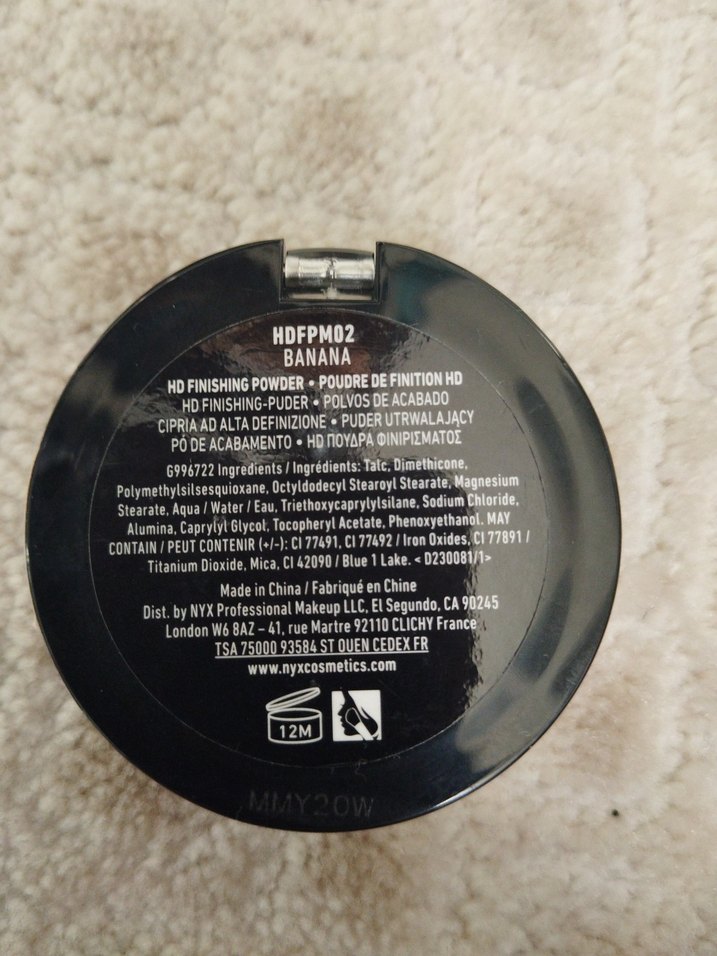 HDFPM02
BANANA
HD FINISHING POWDER • POUDRE DE FINITION HD
HD FINISHING-PUDER • POLVOS DE ACABADO
CIPRIA AD ALTA DEFINIZIONE • PUDER UTRWALAJĄCY
PÓ DE ACABAMENTO • HD ΠΟΥΔΡΑ ΦΙΝΙΡΙΣΜΑΤΟΣ
G996722 Ingredients / Ingrédients: Talc, Dimethicone,
Polymethylsilsesquioxane, Octyldodecyl Stearoyl Stearate, Magnesium
Stearate, Aqua / Water / Eau, Triethoxycaprylylsilane, Sodium Chloride,
Alumina, Caprylyl Glycol, Tocopheryl Acetate, Phenoxyethanol. MAY
CONTAIN / PEUT CONTENIR (+/-): CI 77491, CI 77492 / Iron Oxides, CI 77891 /
Titanium Dioxide, Mica, CI 42090 / Blue 1 Lake. < D230081/1>
Made in China / Fabriqué en Chine
Dist. by NYX Professional Makeup LLC, El Segundo, CA 90245
London W6 8AZ – 41, rue Martre 92110 CLICHY France
TSA 75000 93584 ST OUEN CEDEX FR
www.nyxcosmetics.com
12M
MMY20W